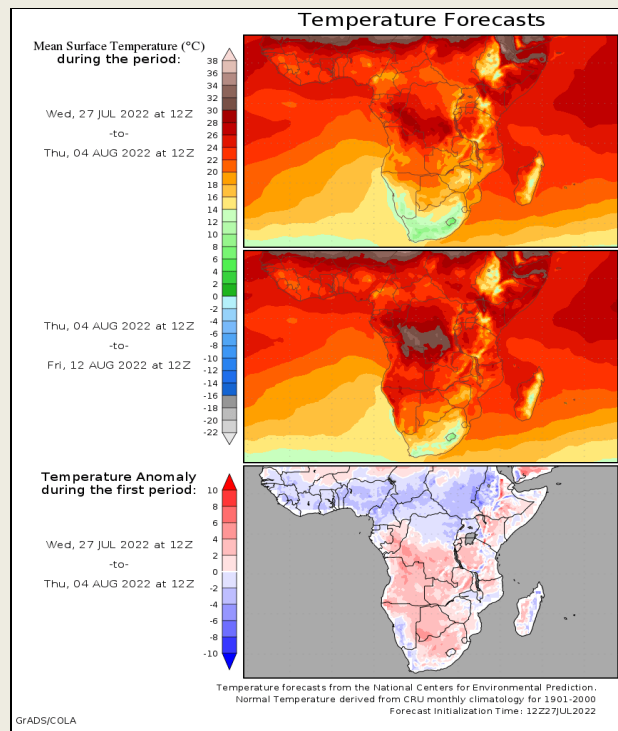 Temperature Forecasts
Mean Surface Temperature (°C)
during the period:
Wed, 27 JUL 2022 at 12Z
-to-
Thu, 04 AUG 2022 at 12Z
38
36
34
32
30
28
26
24
22
20
18
16
14
12
10
8
6
4
2
0
-2
-4
-6
-8
-10
-12
-14
-16
-18
-20
-22
Thu, 04 AUG 2022 at 12Z
-to-
Fri, 12 AUG 2022 at 12Z
Temperature Anomaly
during the first period:
Wed, 27 JUL 2022 at 12Z
-to-
Thu, 04 AUG 2022 at 12Z
10
8
6
4
2
0
-2
-4
-6
-8
-10
Temperature forecasts from the National Centers for Environmental Prediction.
Normal Temperature derived from CRU monthly climatology for 1901-2000
Forecast Initialization Time: 12Z27JUL2022
GrADS/COLA